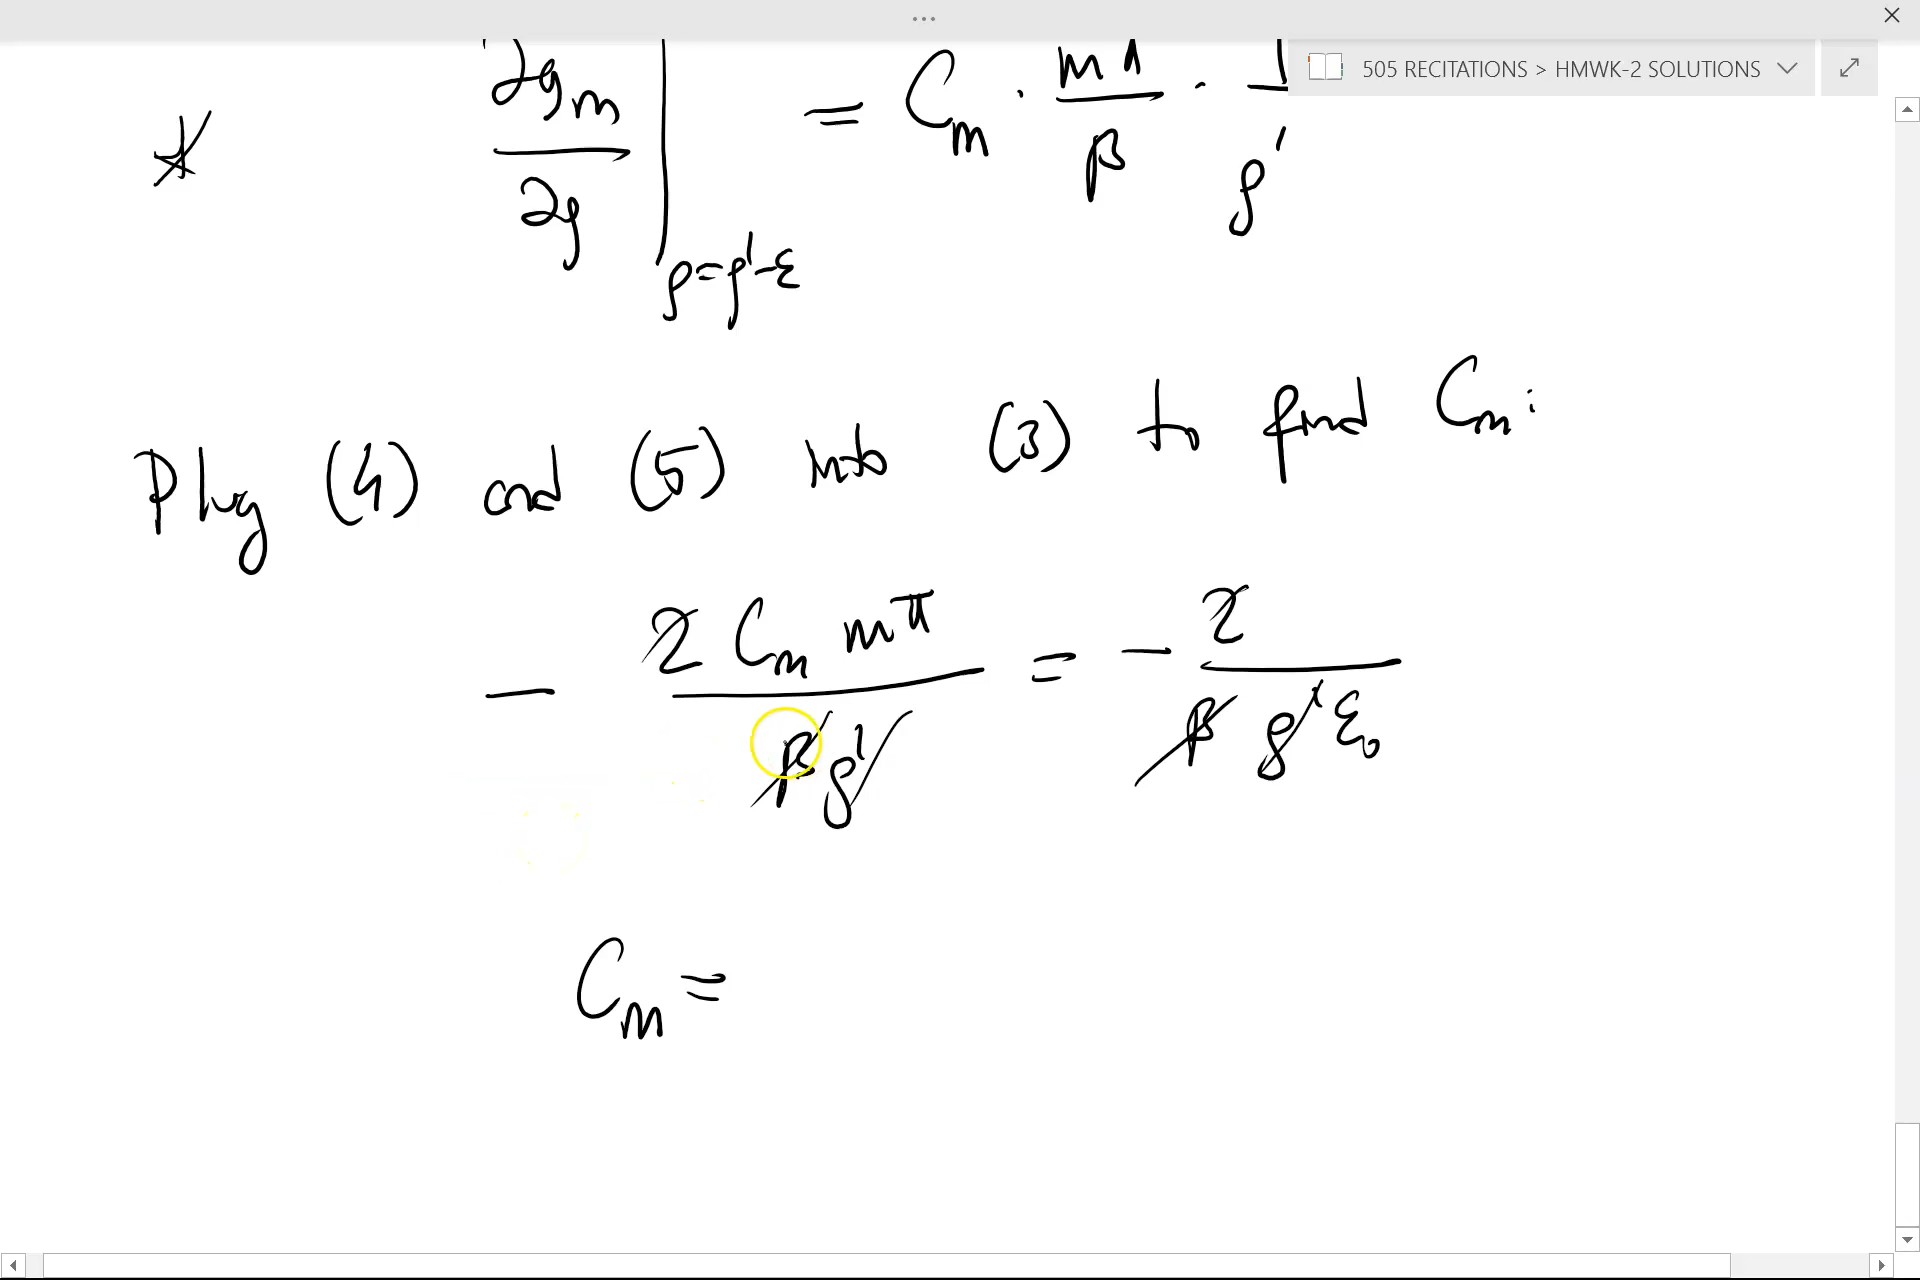 505 RECITATIONS > HMWK-2 SOLUTIONS
∂g_m / ∂ρ |_{ρ=ρ'-ε} = C_m · mπ/β · 1/ρ'
Plug (4) and (5) into (3) to find C_m:
- 2 C_m mπ / βρ' = - 2 / β ρ' ε₀
C_m =